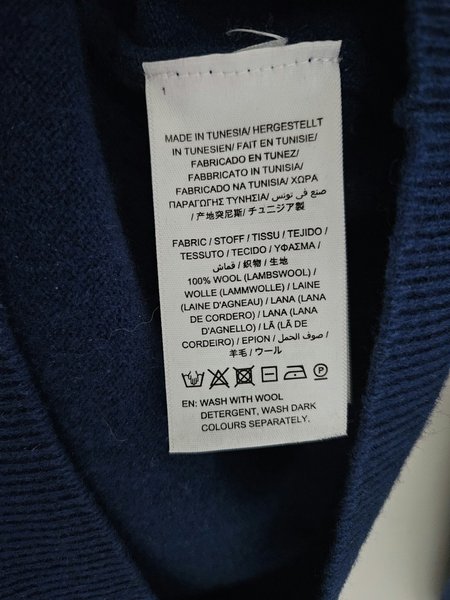 1
MADE IN TUNESIA/ HERGESTELLT
IN TUNESIEN/ FAIT EN TUNISIE/
FABRICADO EN TUNEZ/
FABBRICATO IN TUNISIA/
FABRICADO NA TUNISIA/ ΧΩΡΑ
ΠΑΡΑΓΩΓΗΣ ΤΥΝΗΣΙΑ/ صنع في تونس
/ 产地突尼斯/ チュニジア製
FABRIC / STOFF / TISSU / TEJIDO /
TESSUTO / TECIDO / ΥΦΑΣΜΑ /
قماش / 织物 / 生地
100% WOOL (LAMBSWOOL) /
WOLLE (LAMMWOLLE) / LAINE
(LAINE D'AGNEAU) / LANA (LANA
DE CORDERO) / LANA (LANA
D'AGNELLO) / LÃ (LÃ DE
CORDEIRO) / ΕΡΙΟΝ / صوف الحمل /
羊毛 / ウール
P
EN: WASH WITH WOOL
DETERGENT, WASH DARK
COLOURS SEPARATELY.